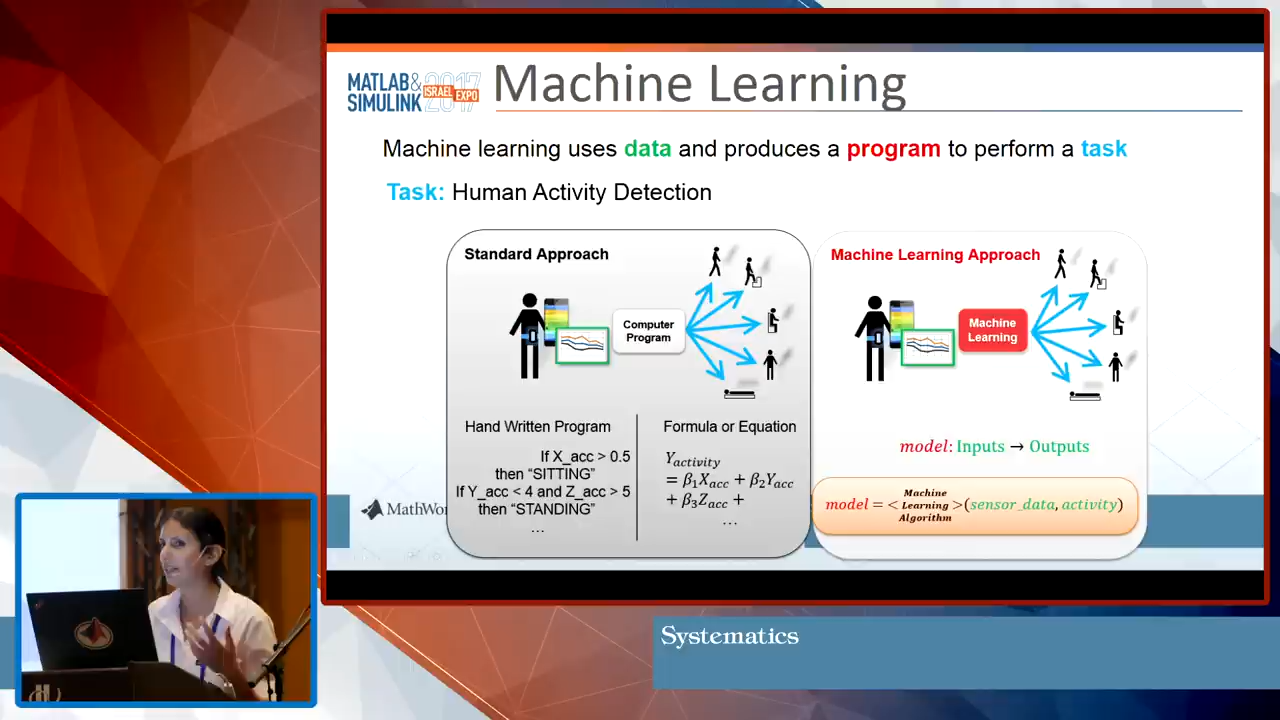 MATLAB&
SIMULINK
2017
ISRAEL
EXPO
Machine Learning
Machine learning uses data and produces a program to perform a task
Task: Human Activity Detection
Standard Approach
Computer
Program
Hand Written Program
If X_acc > 0.5
then “SITTING”
If Y_acc < 4 and Z_acc > 5
then “STANDING”
…
Formula or Equation
Y_activity
= β₁X_acc + β₂Y_acc
+ β₃Z_acc +
…
Machine Learning Approach
Machine
Learning
model: Inputs → Outputs
model = < Machine Learning Algorithm >(sensor_data, activity)
MathWor
Systematics